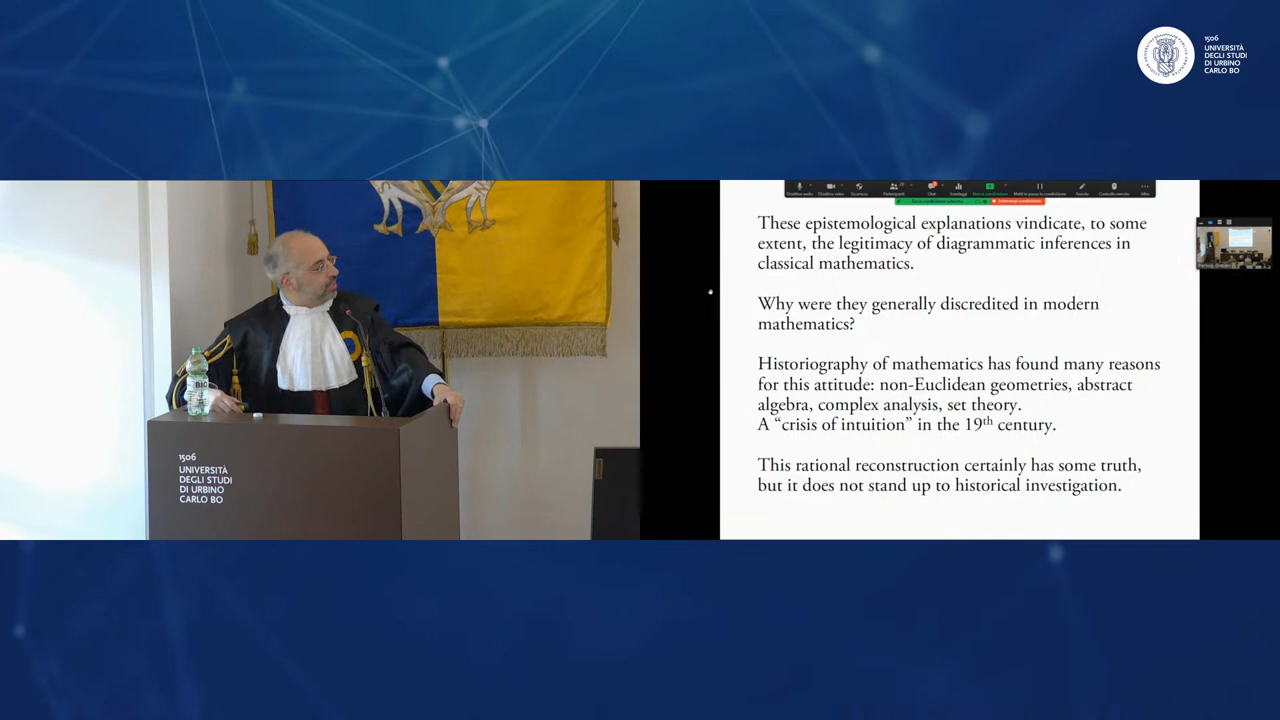 1506
UNIVERSITÀ
DEGLI STUDI
DI URBINO
CARLO BO
These epistemological explanations vindicate, to some
extent, the legitimacy of diagrammatic inferences in
classical mathematics.
Why were they generally discredited in modern
mathematics?
Historiography of mathematics has found many reasons
for this attitude: non-Euclidean geometries, abstract
algebra, complex analysis, set theory.
A “crisis of intuition” in the 19th century.
This rational reconstruction certainly has some truth,
but it does not stand up to historical investigation.
BIO
1506
UNIVERSITÀ
DEGLI STUDI
DI URBINO
CARLO BO